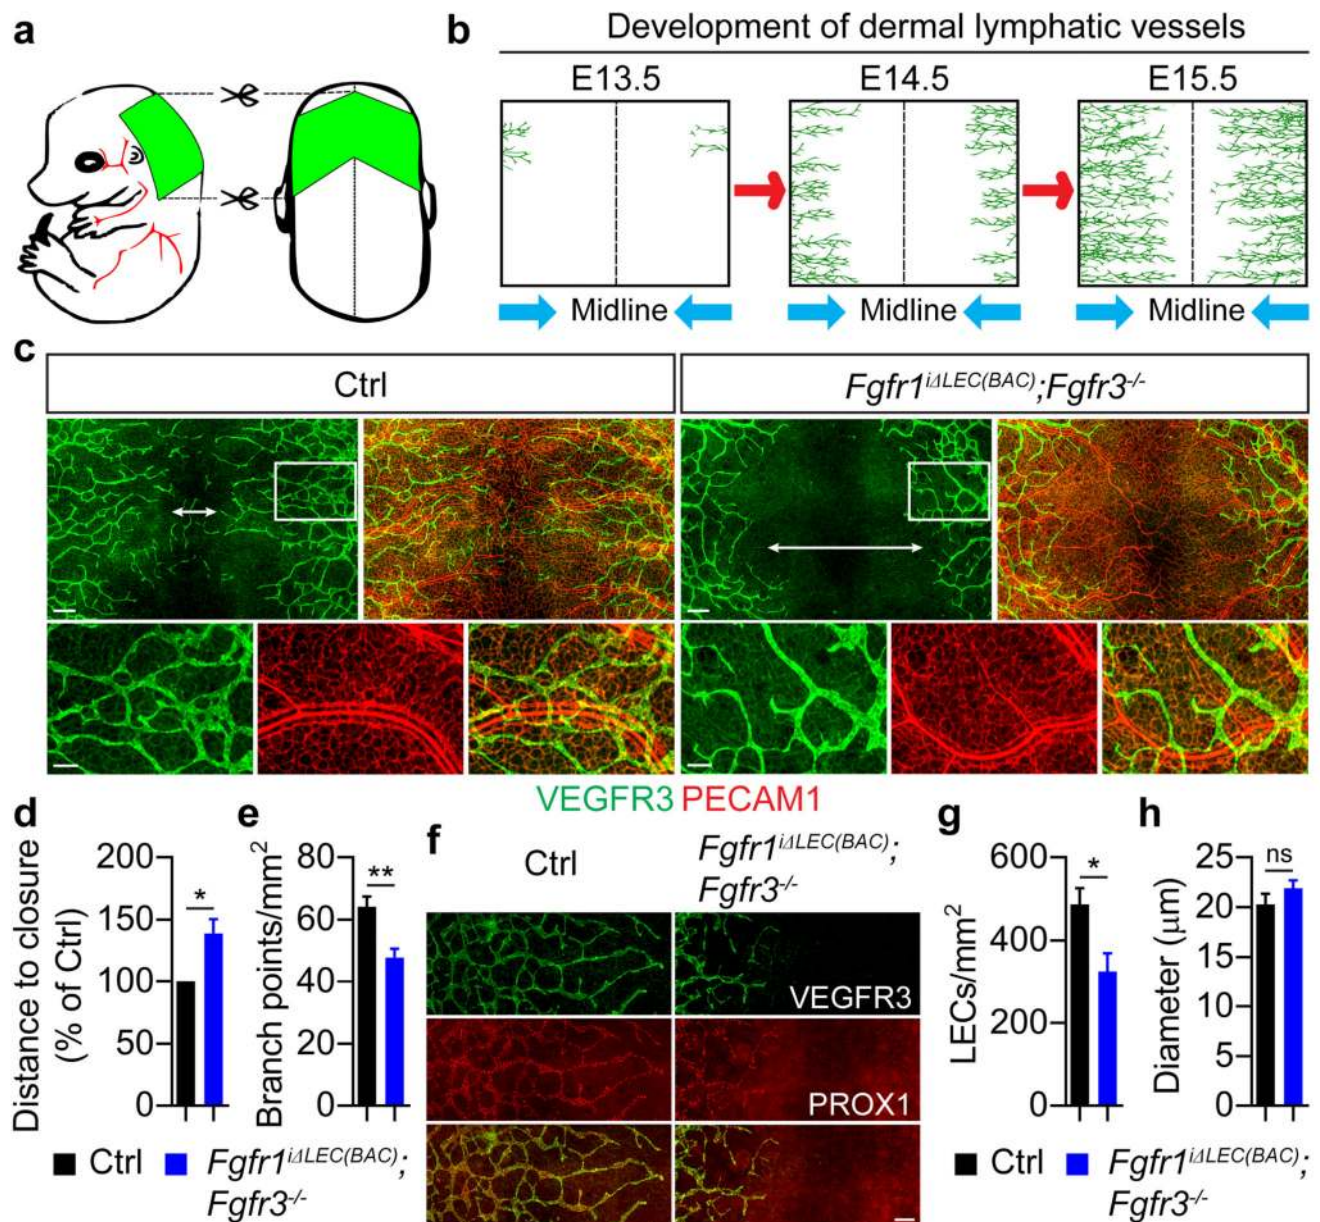 a
b
Development of dermal lymphatic vessels
E13.5
E14.5
E15.5
Midline
Midline
Midline
c
Ctrl
Fgfr1iΔLEC(BAC);Fgfr3-/-
VEGFR3 PECAM1
d
Distance to closure
(% of Ctrl)
200
150
100
50
0
*
e
Branch points/mm2
80
60
40
20
0
**
Ctrl
Fgfr1iΔLEC(BAC);
Fgfr3-/-
f
Ctrl
Fgfr1iΔLEC(BAC);
Fgfr3-/-
VEGFR3
PROX1
g
LECs/mm2
600
400
200
0
*
h
Diameter (µm)
25
20
15
10
5
0
ns
Ctrl
Fgfr1iΔLEC(BAC);
Fgfr3-/-